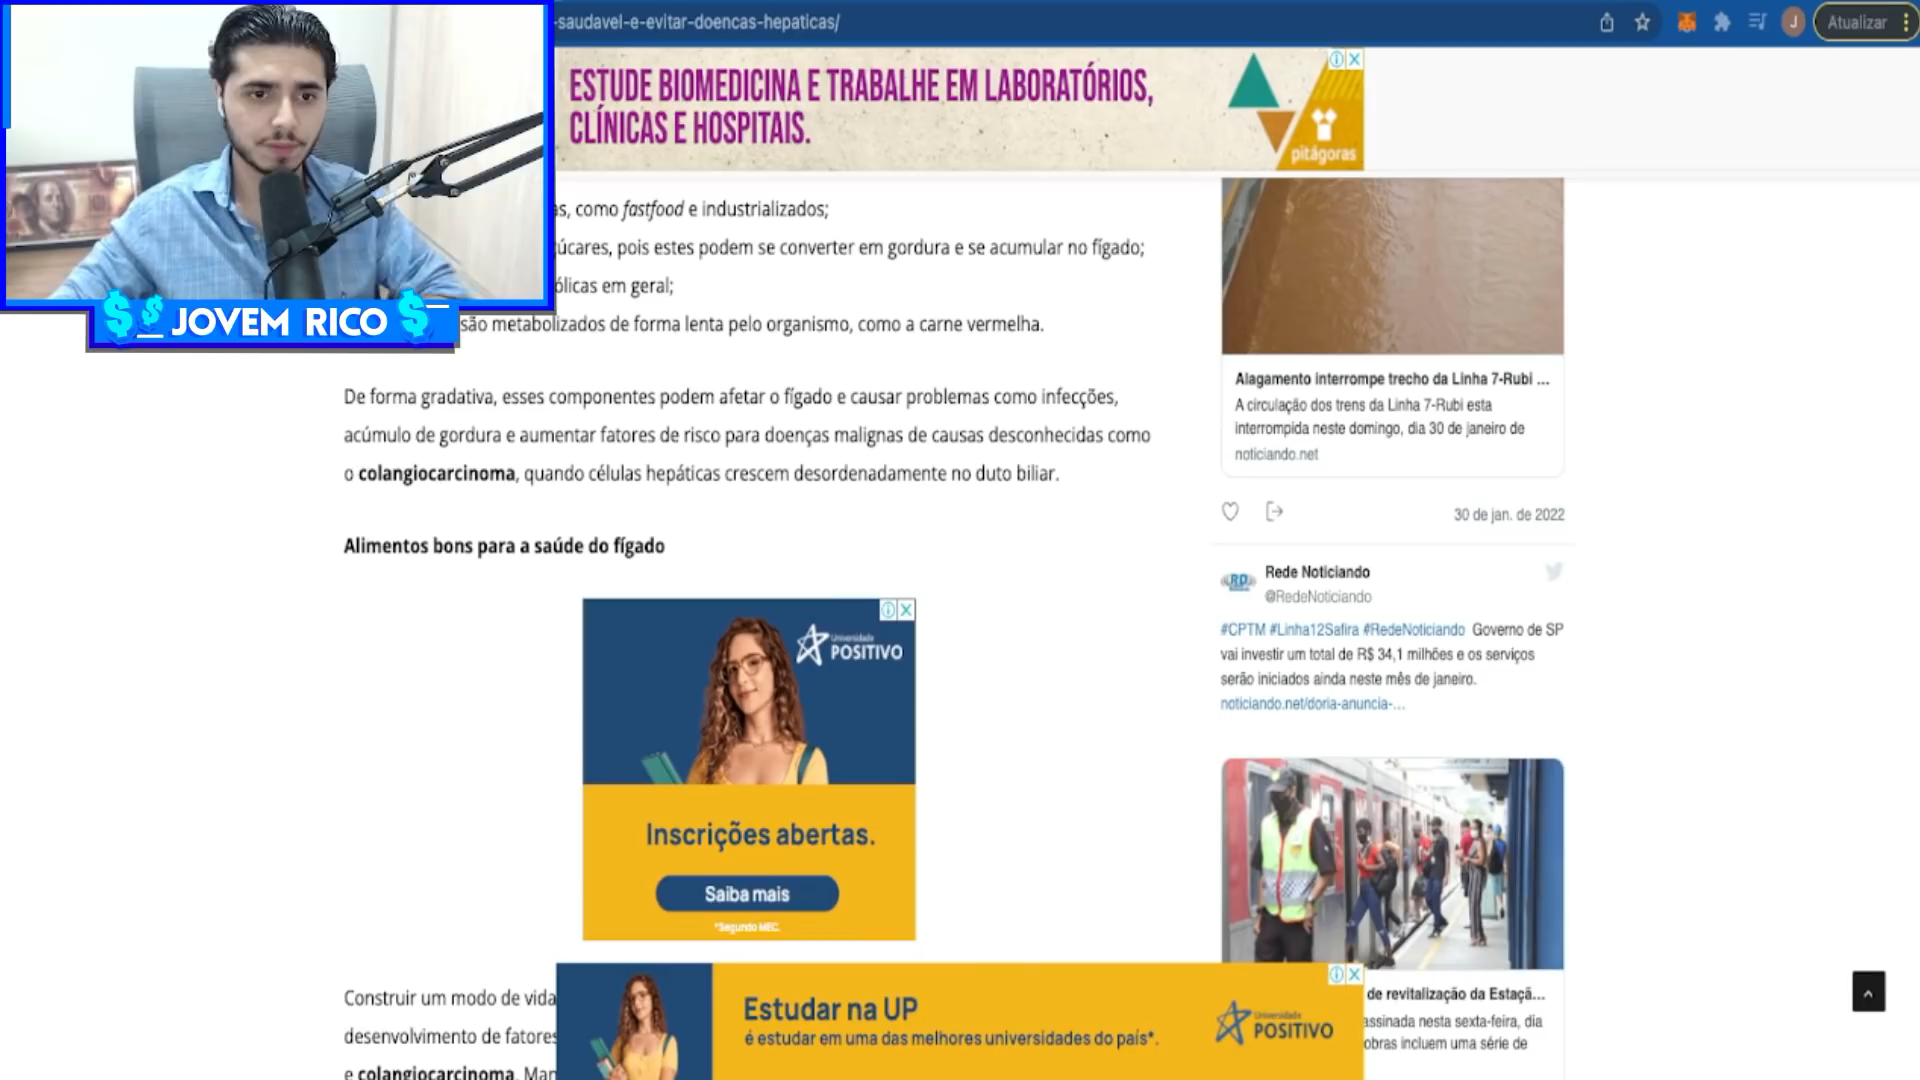 -saudavel-e-evitar-doencas-hepaticas/
J
Atualizar
ESTUDE BIOMEDICINA E TRABALHE EM LABORATÓRIOS,
CLÍNICAS E HOSPITAIS.
pitágoras
JOVEM RICO
as, como fastfood e industrializados;
úcares, pois estes podem se converter em gordura e se acumular no fígado;
ólicas em geral;
são metabolizados de forma lenta pelo organismo, como a carne vermelha.
De forma gradativa, esses componentes podem afetar o fígado e causar problemas como infecções,
acúmulo de gordura e aumentar fatores de risco para doenças malignas de causas desconhecidas como
o colangiocarcinoma, quando células hepáticas crescem desordenadamente no duto biliar.
Alimentos bons para a saúde do fígado
Universidade
POSITIVO
Inscrições abertas.
Saiba mais
*Segundo MEC.
Construir um modo de vida
desenvolvimento de fatores
e colangiocarcinoma. Man
Estudar na UP
é estudar em uma das melhores universidades do país*.
Universidade
POSITIVO
Alagamento interrompe trecho da Linha 7-Rubi ...
A circulação dos trens da Linha 7-Rubi esta
interrompida neste domingo, dia 30 de janeiro de
noticiando.net
30 de jan. de 2022
Rede Noticiando
@RedeNoticiando
#CPTM #Linha12Safira #RedeNoticiando Governo de SP
vai investir um total de R$ 34,1 milhões e os serviços
serão iniciados ainda neste mês de janeiro.
noticiando.net/doria-anuncia-...
de revitalização da Estaçã...
assinada nesta sexta-feira, dia
obras incluem uma série de